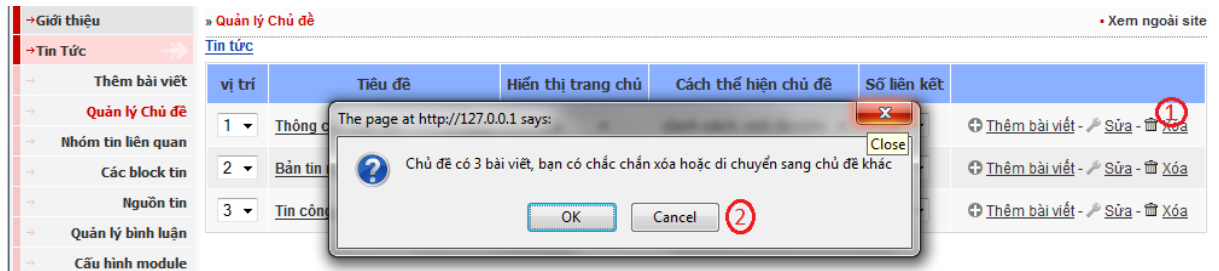 →Giới thiệu
» Quản lý Chủ đề
• Xem ngoài site
→Tin Tức
Tin tức
Thêm bài viết
Quản lý Chủ đề
Nhóm tin liên quan
Các block tin
Nguồn tin
Quản lý bình luận
Cấu hình module
vị trí Tiêu đề Hiển thị trang chủ Cách thể hiện chủ đề Số liên kết
1 Thông c
Thêm bài viết - Sửa - Xóa
2 Bản tin
Thêm bài viết - Sửa - Xóa
3 Tin công
Thêm bài viết - Sửa - Xóa
1
The page at http://127.0.0.1 says:
x
Close
Chủ đề có 3 bài viết, bạn có chắc chắn xóa hoặc di chuyển sang chủ đề khác
OK Cancel 2